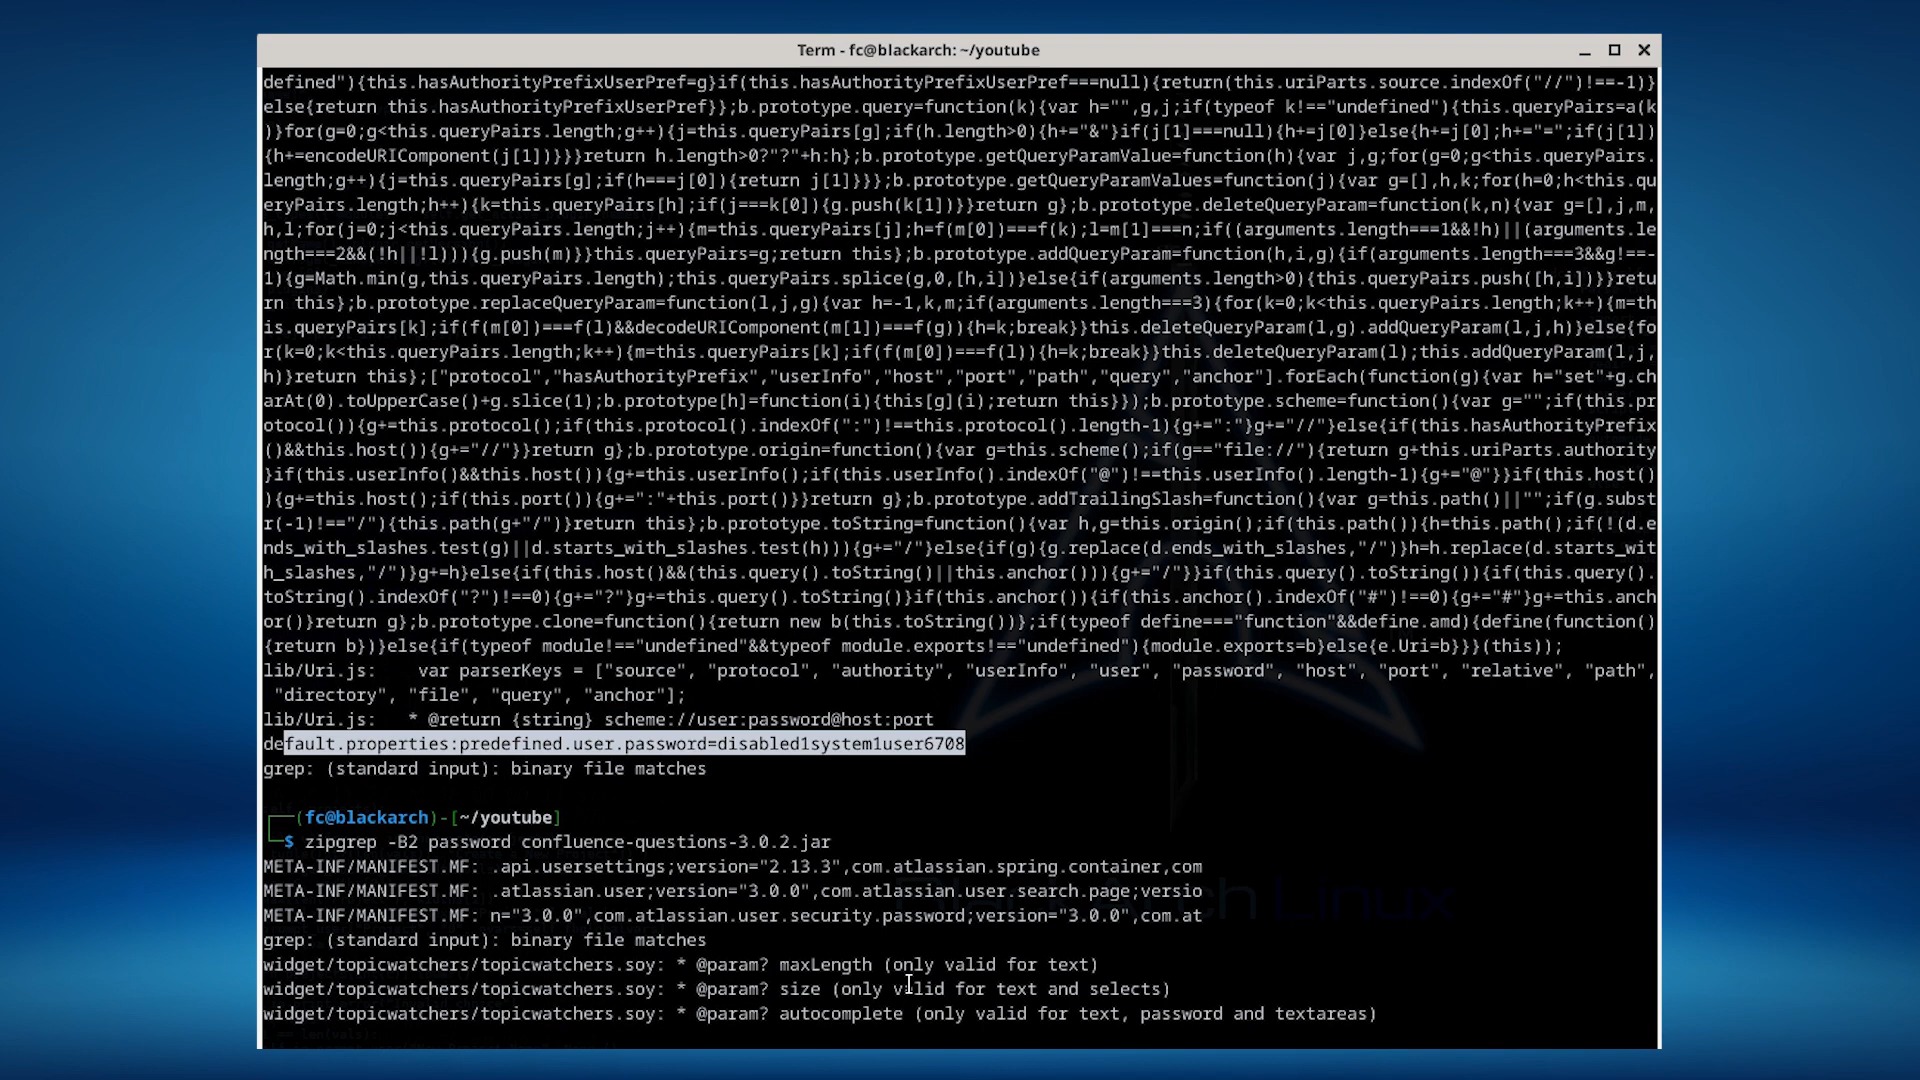 Term - fc@blackarch: ~/youtube
defined"){this.hasAuthorityPrefixUserPref=g}if(this.hasAuthorityPrefixUserPref===null){return(this.uriParts.source.indexOf("//")!==-1)}
else{return this.hasAuthorityPrefixUserPref}};b.prototype.query=function(k){var h="",g,j;if(typeof k!=="undefined"){this.queryPairs=a(k
)}for(g=0;g<this.queryPairs.length;g++){j=this.queryPairs[g];if(h.length>0){h+="&"}if(j[1]===null){h+=j[0]}else{h+=j[0];h+="=";if(j[1])
{h+=encodeURIComponent(j[1])}}}return h.length>0?"?"+h:h};b.prototype.getQueryParamValue=function(h){var j,g;for(g=0;g<this.queryPairs.
length;g++){j=this.queryPairs[g];if(h===j[0]){return j[1]}}};b.prototype.getQueryParamValues=function(j){var g=[],h,k;for(h=0;h<this.qu
eryPairs.length;h++){k=this.queryPairs[h];if(j===k[0]){g.push(k[1])}}return g};b.prototype.deleteQueryParam=function(k,n){var g=[],j,m,
h,l;for(j=0;j<this.queryPairs.length;j++){m=this.queryPairs[j];h=f(m[0])===f(k);l=m[1]===n;if((arguments.length===1&&!h)||(arguments.le
ngth===2&&(!h||!l))){g.push(m)}}this.queryPairs=g;return this};b.prototype.addQueryParam=function(h,i,g){if(arguments.length===3&&g!==-
1){g=Math.min(g,this.queryPairs.length);this.queryPairs.splice(g,0,[h,i])}else{if(arguments.length>0){this.queryPairs.push([h,i])}}retu
rn this};b.prototype.replaceQueryParam=function(l,j,g){var h=-1,k,m;if(arguments.length===3){for(k=0;k<this.queryPairs.length;k++){m=th
is.queryPairs[k];if(f(m[0])===f(l)&&decodeURIComponent(m[1])===f(g)){h=k;break}}this.deleteQueryParam(l,g).addQueryParam(l,j,h)}else{fo
r(k=0;k<this.queryPairs.length;k++){m=this.queryPairs[k];if(f(m[0])===f(l)){h=k;break}}this.deleteQueryParam(l);this.addQueryParam(l,j,
h)}return this};["protocol","hasAuthorityPrefix","userInfo","host","port","path","query","anchor"].forEach(function(g){var h="set"+g.ch
arAt(0).toUpperCase()+g.slice(1);b.prototype[h]=function(i){this[g](i);return this}});b.prototype.scheme=function(){var g="";if(this.pr
otocol()){g+=this.protocol();if(this.protocol().indexOf(":")!==this.protocol().length-1){g+=":"}g+="//"}else{if(this.hasAuthorityPrefix
()&&this.host()){g+="//"}}return g};b.prototype.origin=function(){var g=this.scheme();if(g=="file://"){return g+this.uriParts.authority
}if(this.userInfo()&&this.host()){g+=this.userInfo();if(this.userInfo().indexOf("@")!==this.userInfo().length-1){g+="@"}}if(this.host()
){g+=this.host();if(this.port()){g+=":"+this.port()}}return g};b.prototype.addTrailingSlash=function(){var g=this.path()||"";if(g.subst
r(-1)!=="/"){this.path(g+"/")}return this};b.prototype.toString=function(){var h,g=this.origin();if(this.path()){h=this.path();if(!(d.e
nds_with_slashes.test(g)||d.starts_with_slashes.test(h))){g+="/"}else{if(g){g.replace(d.ends_with_slashes,"/")}h=h.replace(d.starts_wit
h_slashes,"/")}g+=h}else{if(this.host()&&(this.query().toString()||this.anchor())){g+="/"}}if(this.query().toString()){if(this.query().
toString().indexOf("?")!==0){g+="?"}g+=this.query().toString()}if(this.anchor()){if(this.anchor().indexOf("#")!==0){g+="#"}g+=this.anch
or()}return g};b.prototype.clone=function(){return new b(this.toString())};if(typeof define==="function"&&define.amd){define(function()
{return b})}else{if(typeof module!=="undefined"&&typeof module.exports!=="undefined"){module.exports=b}else{e.Uri=b}}}(this));
lib/Uri.js:    var parserKeys = ["source", "protocol", "authority", "userInfo", "user", "password", "host", "port", "relative", "path",
 "directory", "file", "query", "anchor"];
lib/Uri.js:   * @return {string} scheme://user:password@host:port
default.properties:predefined.user.password=disabled1system1user6708
grep: (standard input): binary file matches
(fc@blackarch)-[~/youtube]
$ zipgrep -B2 password confluence-questions-3.0.2.jar
META-INF/MANIFEST.MF: .api.usersettings;version="2.13.3",com.atlassian.spring.container,com
META-INF/MANIFEST.MF: .atlassian.user;version="3.0.0",com.atlassian.user.search.page;versio
META-INF/MANIFEST.MF: n="3.0.0",com.atlassian.user.security.password;version="3.0.0",com.at
grep: (standard input): binary file matches
widget/topicwatchers/topicwatchers.soy: * @param? maxLength (only valid for text)
widget/topicwatchers/topicwatchers.soy: * @param? size (only valid for text and selects)
widget/topicwatchers/topicwatchers.soy: * @param? autocomplete (only valid for text, password and textareas)